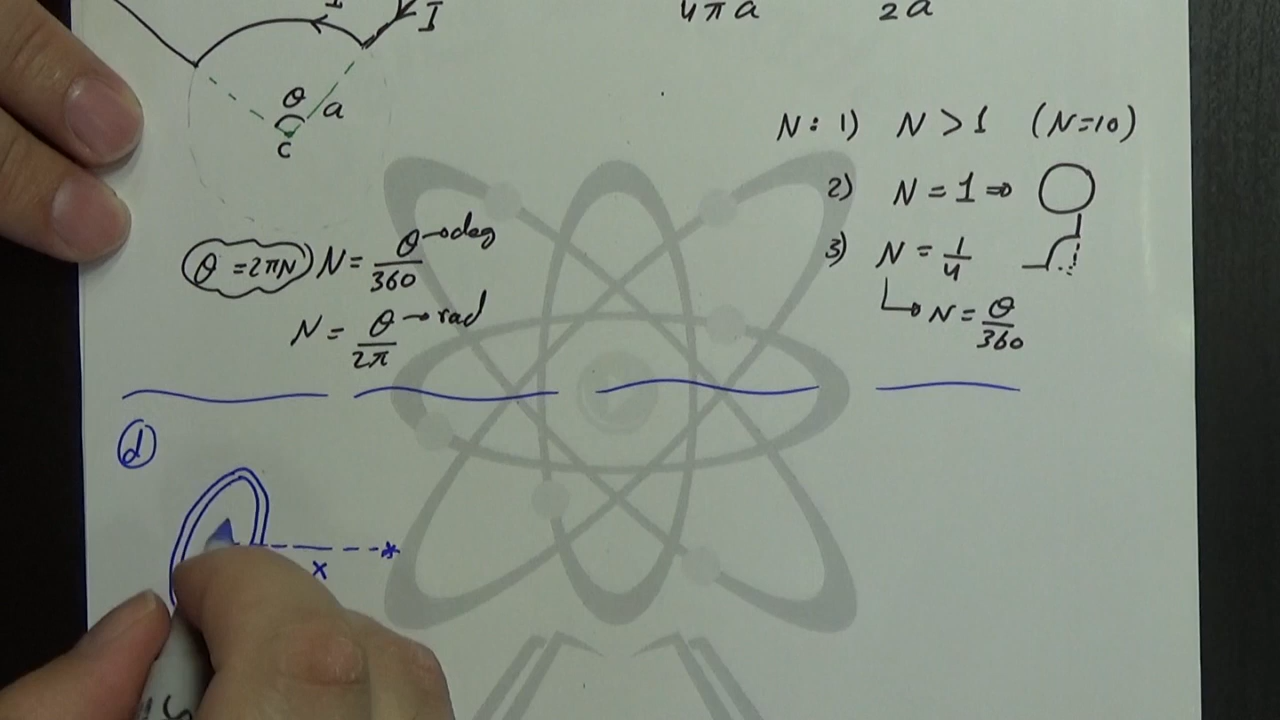 I
4πa 2a
θ
a
c
N: 1) N > 1 (N=10)
2) N = 1 ⇒
3) N = 1/4
↳ N = θ/360
θ = 2πN N = θ/360 → deg
N = θ/2π → rad
d
x